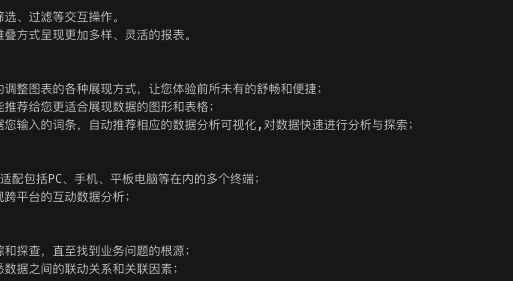 筛选、过滤等交互操作。
堆叠方式呈现更加多样、灵活的报表。
的调整图表的各种展现方式，让您体验前所未有的舒畅和便捷；
能推荐给您更适合展现数据的图形和表格；
据您输入的词条，自动推荐相应的数据分析可视化,对数据快速进行分析与探索；
适配包括PC、手机、平板电脑等在内的多个终端；
现跨平台的互动数据分析；
踪和探查，直至找到业务问题的根源；
悉数据之间的联动关系和关联因素；